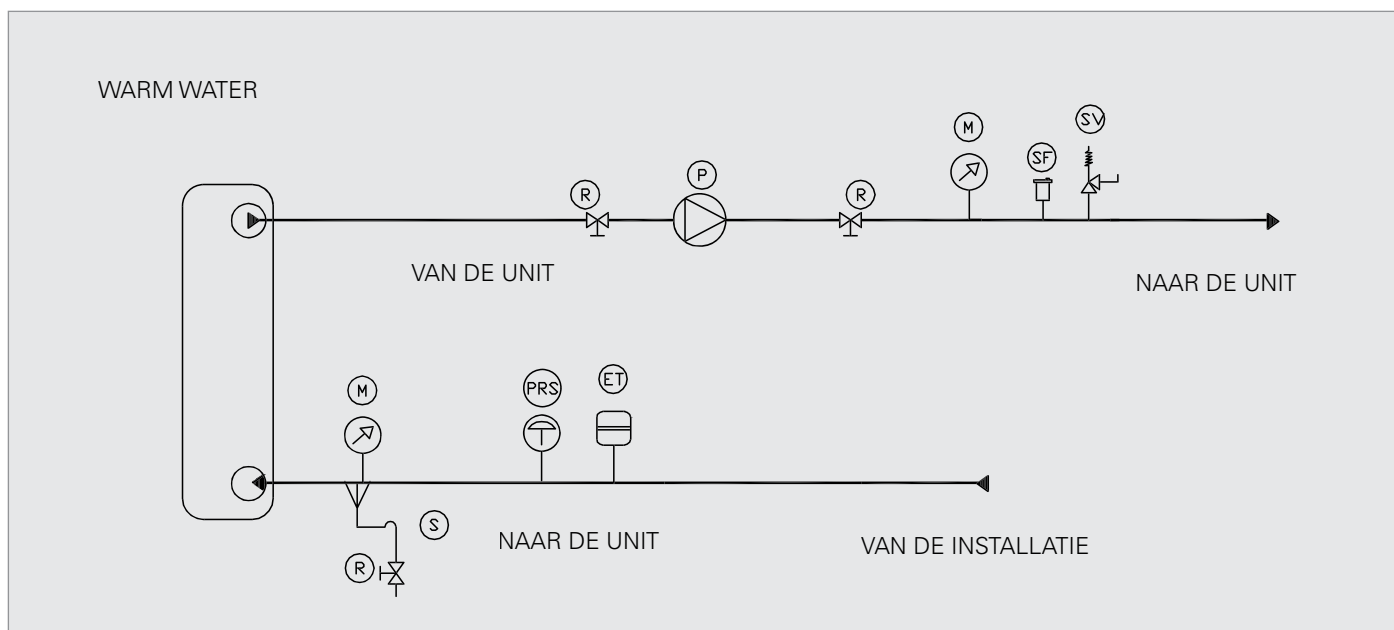 WARM WATER
SV
M
SF
P
R
R
VAN DE UNIT
NAAR DE UNIT
ET
PRS
M
S
NAAR DE UNIT
VAN DE INSTALLATIE
R